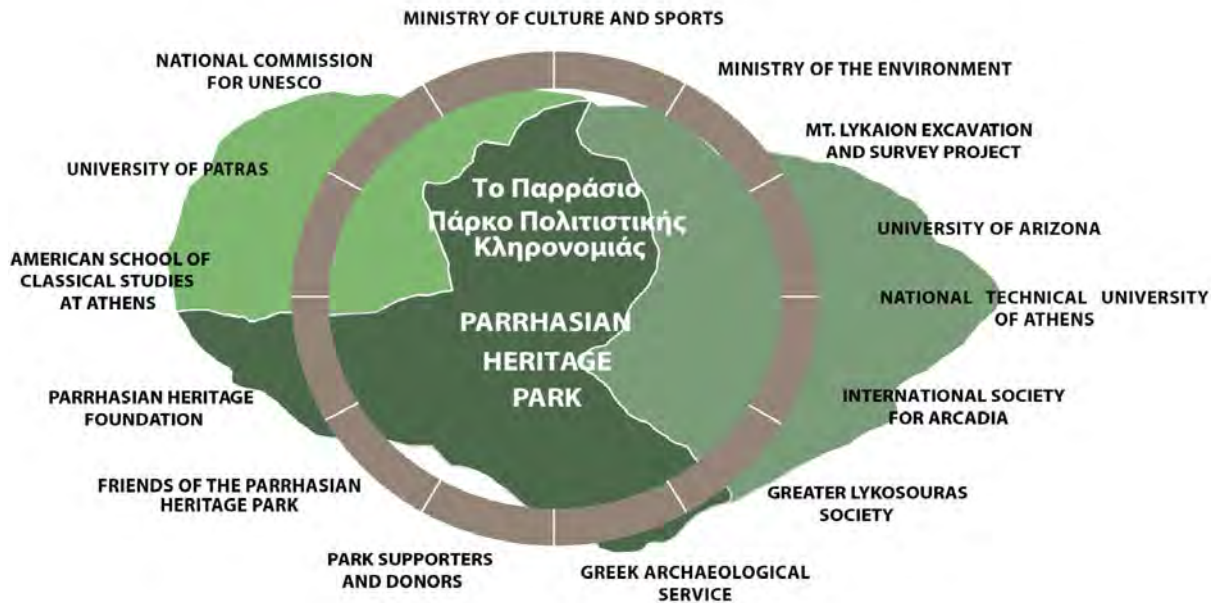 MINISTRY OF CULTURE AND SPORTS
NATIONAL COMMISSION
FOR UNESCO
MINISTRY OF THE ENVIRONMENT
MT. LYKAION EXCAVATION
AND SURVEY PROJECT
UNIVERSITY OF PATRAS
UNIVERSITY OF ARIZONA
AMERICAN SCHOOL OF
CLASSICAL STUDIES
AT ATHENS
NATIONAL TECHNICAL UNIVERSITY
OF ATHENS
Το Παρράσιο
Πάρκο Πολιτιστικής
Κληρονομιάς
PARRHASIAN
HERITAGE
PARK
PARRHASIAN HERITAGE
FOUNDATION
INTERNATIONAL SOCIETY
FOR ARCADIA
FRIENDS OF THE PARRHASIAN
HERITAGE PARK
GREATER LYKOSOURAS
SOCIETY
PARK SUPPORTERS
AND DONORS
GREEK ARCHAEOLOGICAL
SERVICE